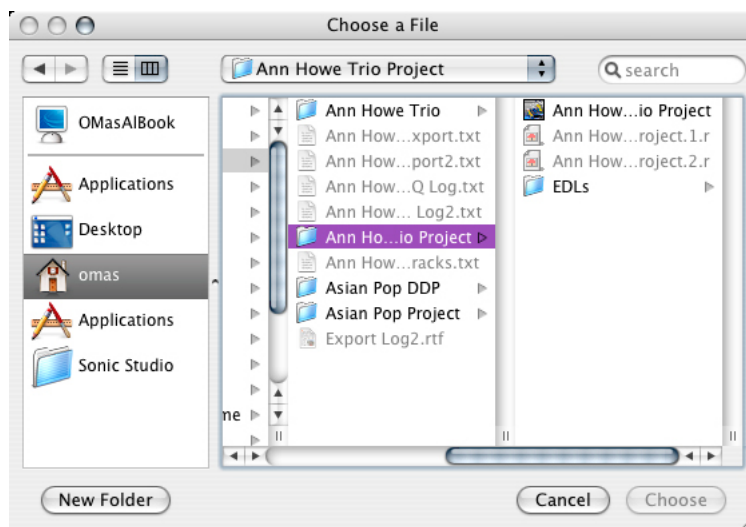 Choose a File
Ann Howe Trio Project
search
OMasAlBook
Applications
Desktop
omas
Applications
Sonic Studio
me
Ann Howe Trio
Ann How...xport.txt
Ann How...port2.txt
Ann How...Q Log.txt
Ann How... Log2.txt
Ann Ho...io Project
Ann How...racks.txt
Asian Pop DDP
Asian Pop Project
Export Log2.rtf
Ann How...io Project
Ann How...roject.1.r
Ann How...roject.2.r
EDLs
New Folder
Cancel
Choose